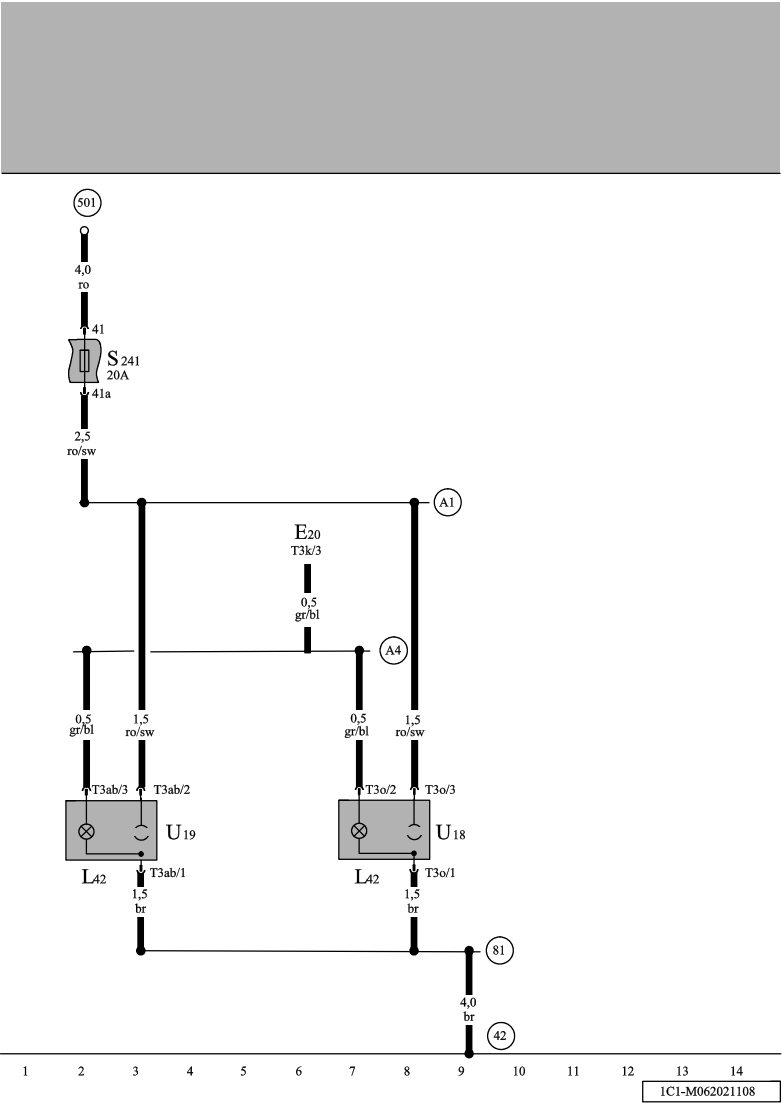 501
4,0
ro
41
S 241
20A
41a
2,5
ro/sw
A1
E20
T3k/3
0,5
gr/bl
A4
0,5
gr/bl
1,5
ro/sw
0,5
gr/bl
1,5
ro/sw
T3ab/3
T3ab/2
T3o/2
T3o/3
U19
U18
L42
T3ab/1
L42
T3o/1
1,5
br
1,5
br
81
4,0
br
42
1 2 3 4 5 6 7 8 9 10 11 12 13 14
1C1-M062021108